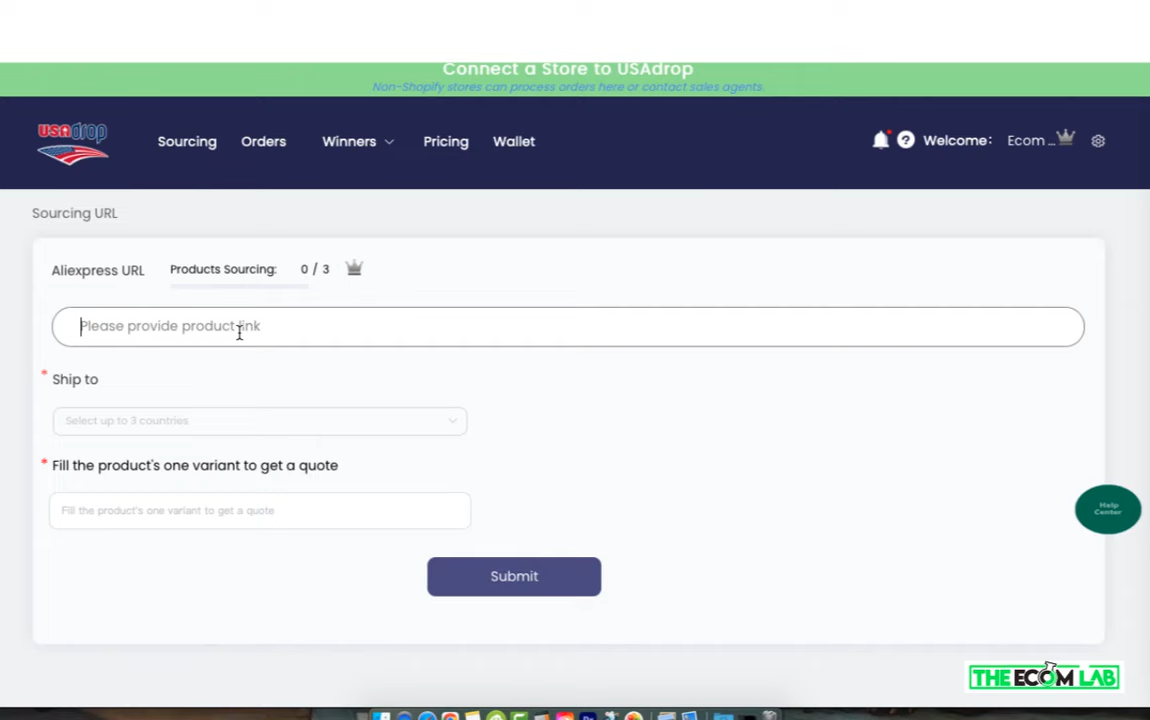 Connect a Store to USAdrop
Non-Shopify stores can process orders here or contact sales agents.
USAdrop
Sourcing Orders Winners Pricing Wallet
? Welcome: Ecom ...
Sourcing URL
Aliexpress URL Products Sourcing: 0 / 3
Please provide product link
* Ship to
Select up to 3 countries
* Fill the product's one variant to get a quote
Fill the product's one variant to get a quote
Help
Center
Submit
THE ECOM LAB